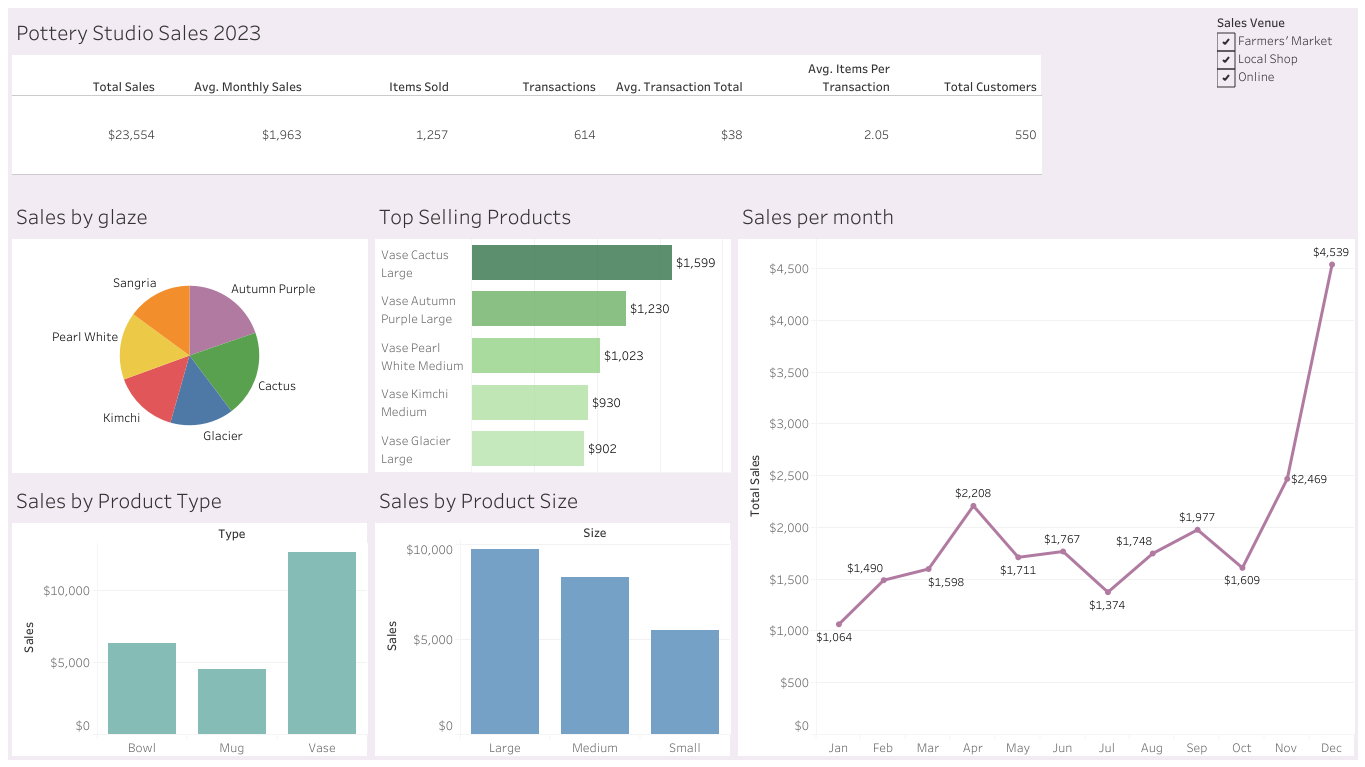 Pottery Studio Sales 2023
Sales Venue
Farmers' Market
Local Shop
Online
Total Sales
Avg. Monthly Sales
Items Sold
Transactions
Avg. Transaction Total
Avg. Items Per
Transaction
Total Customers
$23,554
$1,963
1,257
614
$38
2.05
550
Sales by glaze
Sangria
Autumn Purple
Pearl White
Cactus
Kimchi
Glacier
Top Selling Products
Vase Cactus
Large
$1,599
Vase Autumn
Purple Large
$1,230
Vase Pearl
White Medium
$1,023
Vase Kimchi
Medium
$930
Vase Glacier
Large
$902
Sales per month
Total Sales
$4,500
$4,000
$3,500
$3,000
$2,500
$2,000
$1,500
$1,000
$500
$0
$1,064
$1,490
$1,598
$2,208
$1,711
$1,767
$1,374
$1,748
$1,977
$1,609
$2,469
$4,539
Jan
Feb
Mar
Apr
May
Jun
Jul
Aug
Sep
Oct
Nov
Dec
Sales by Product Type
Type
Sales
$10,000
$5,000
$0
Bowl
Mug
Vase
Sales by Product Size
Size
Sales
$10,000
$5,000
$0
Large
Medium
Small